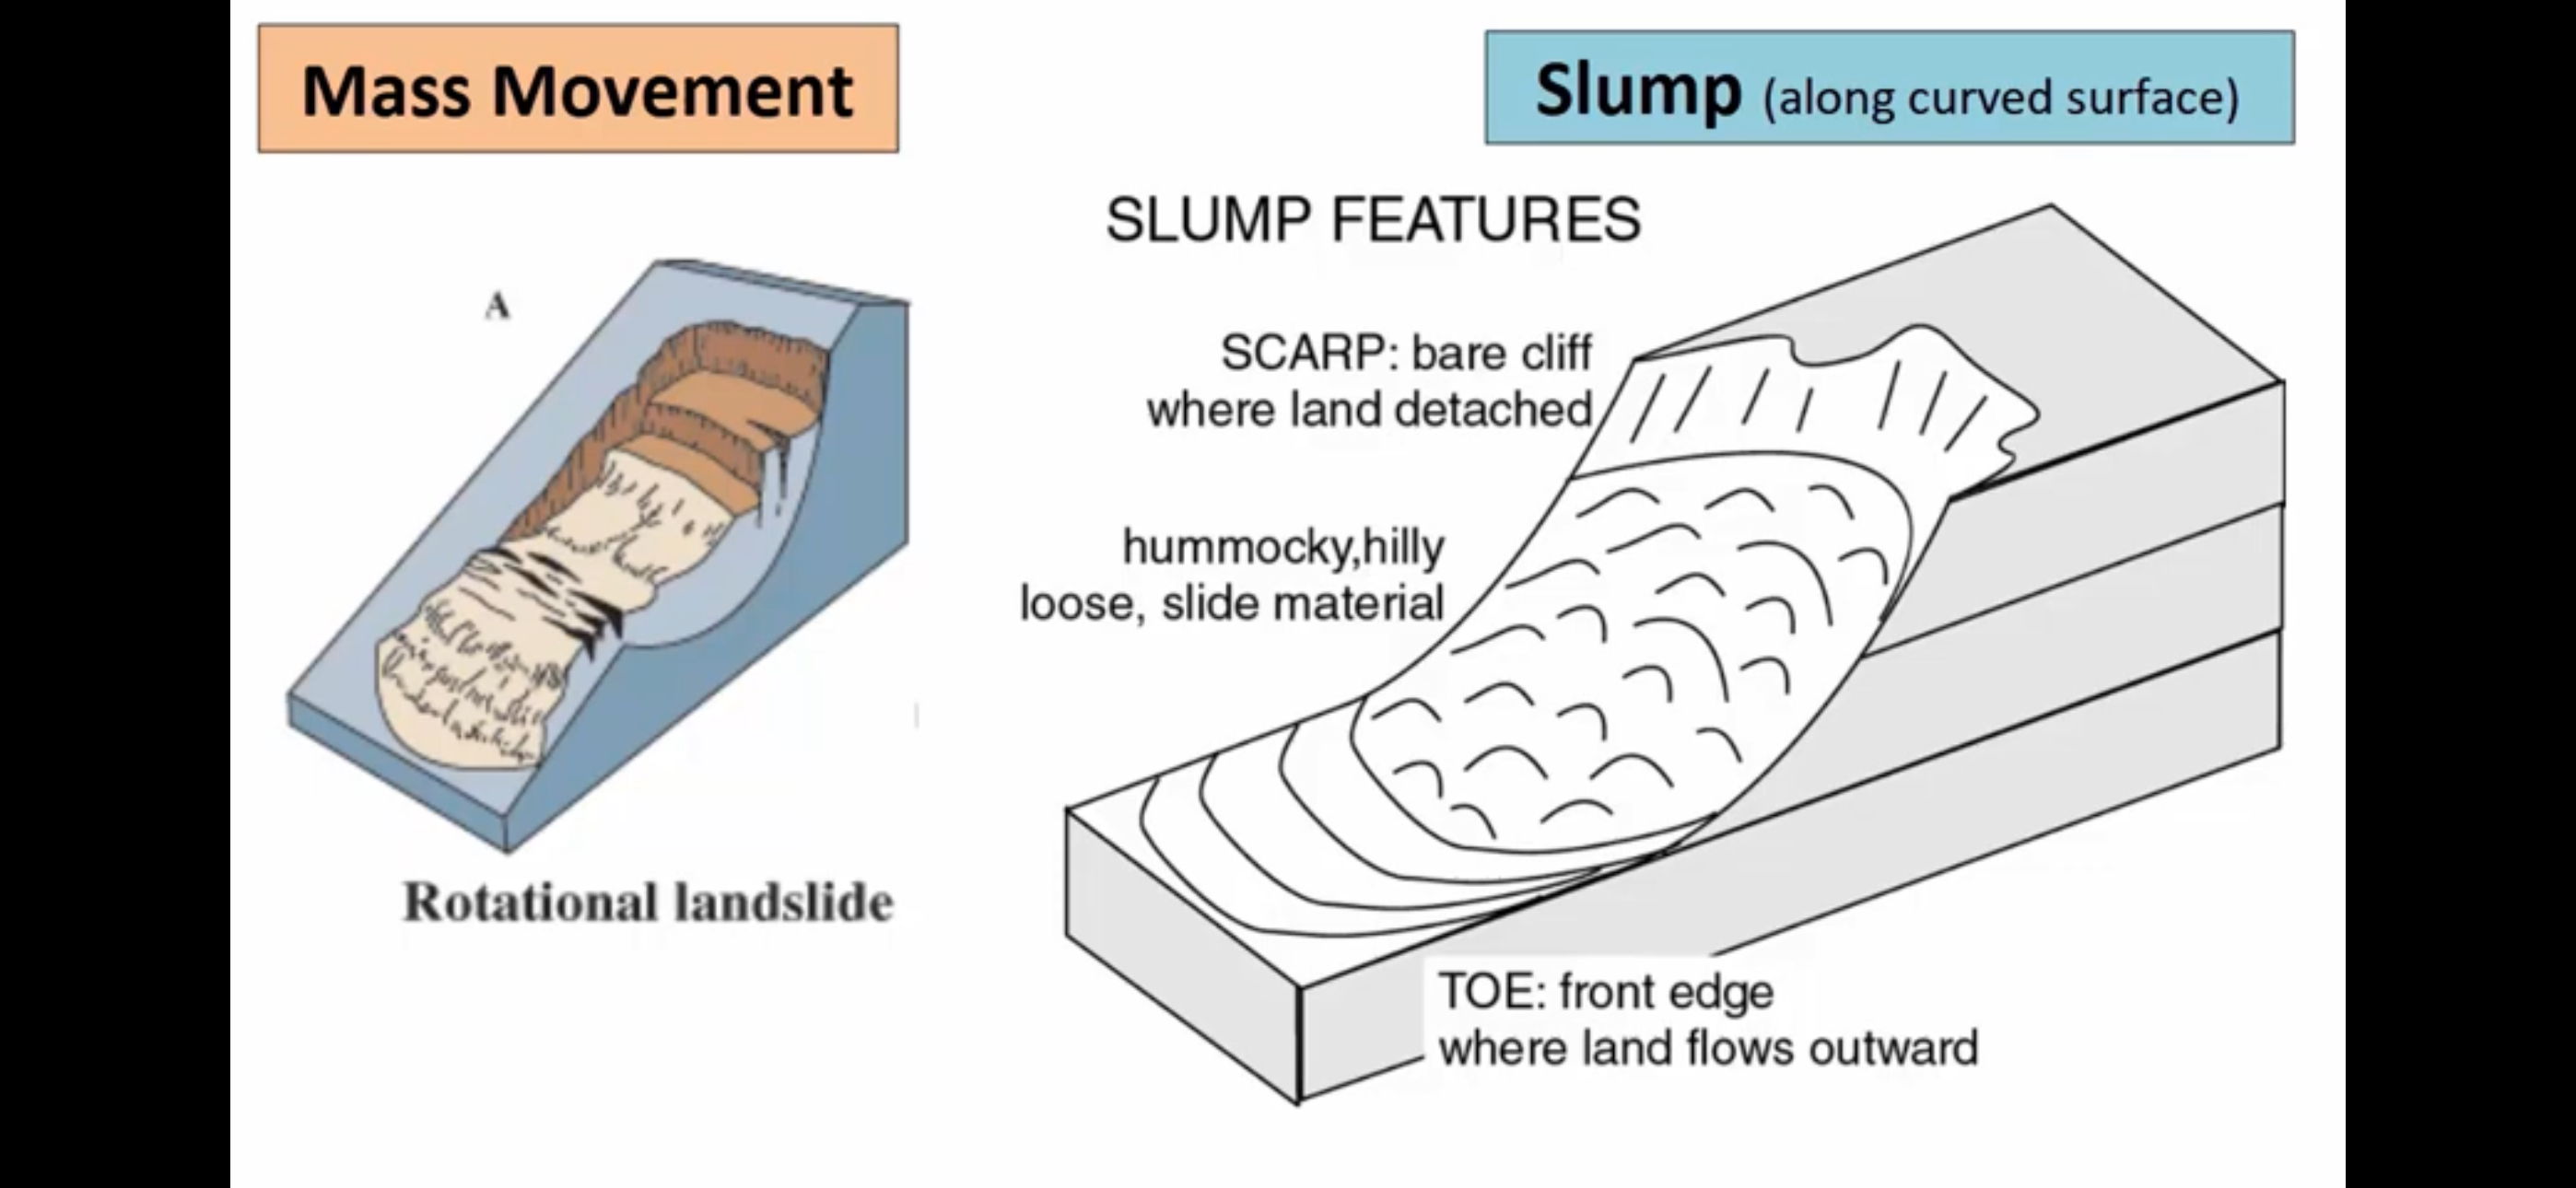 Mass Movement
Slump (along curved surface)
SLUMP FEATURES
A
SCARP: bare cliff
where land detached
hummocky,hilly
loose, slide material
Rotational landslide
TOE: front edge
where land flows outward